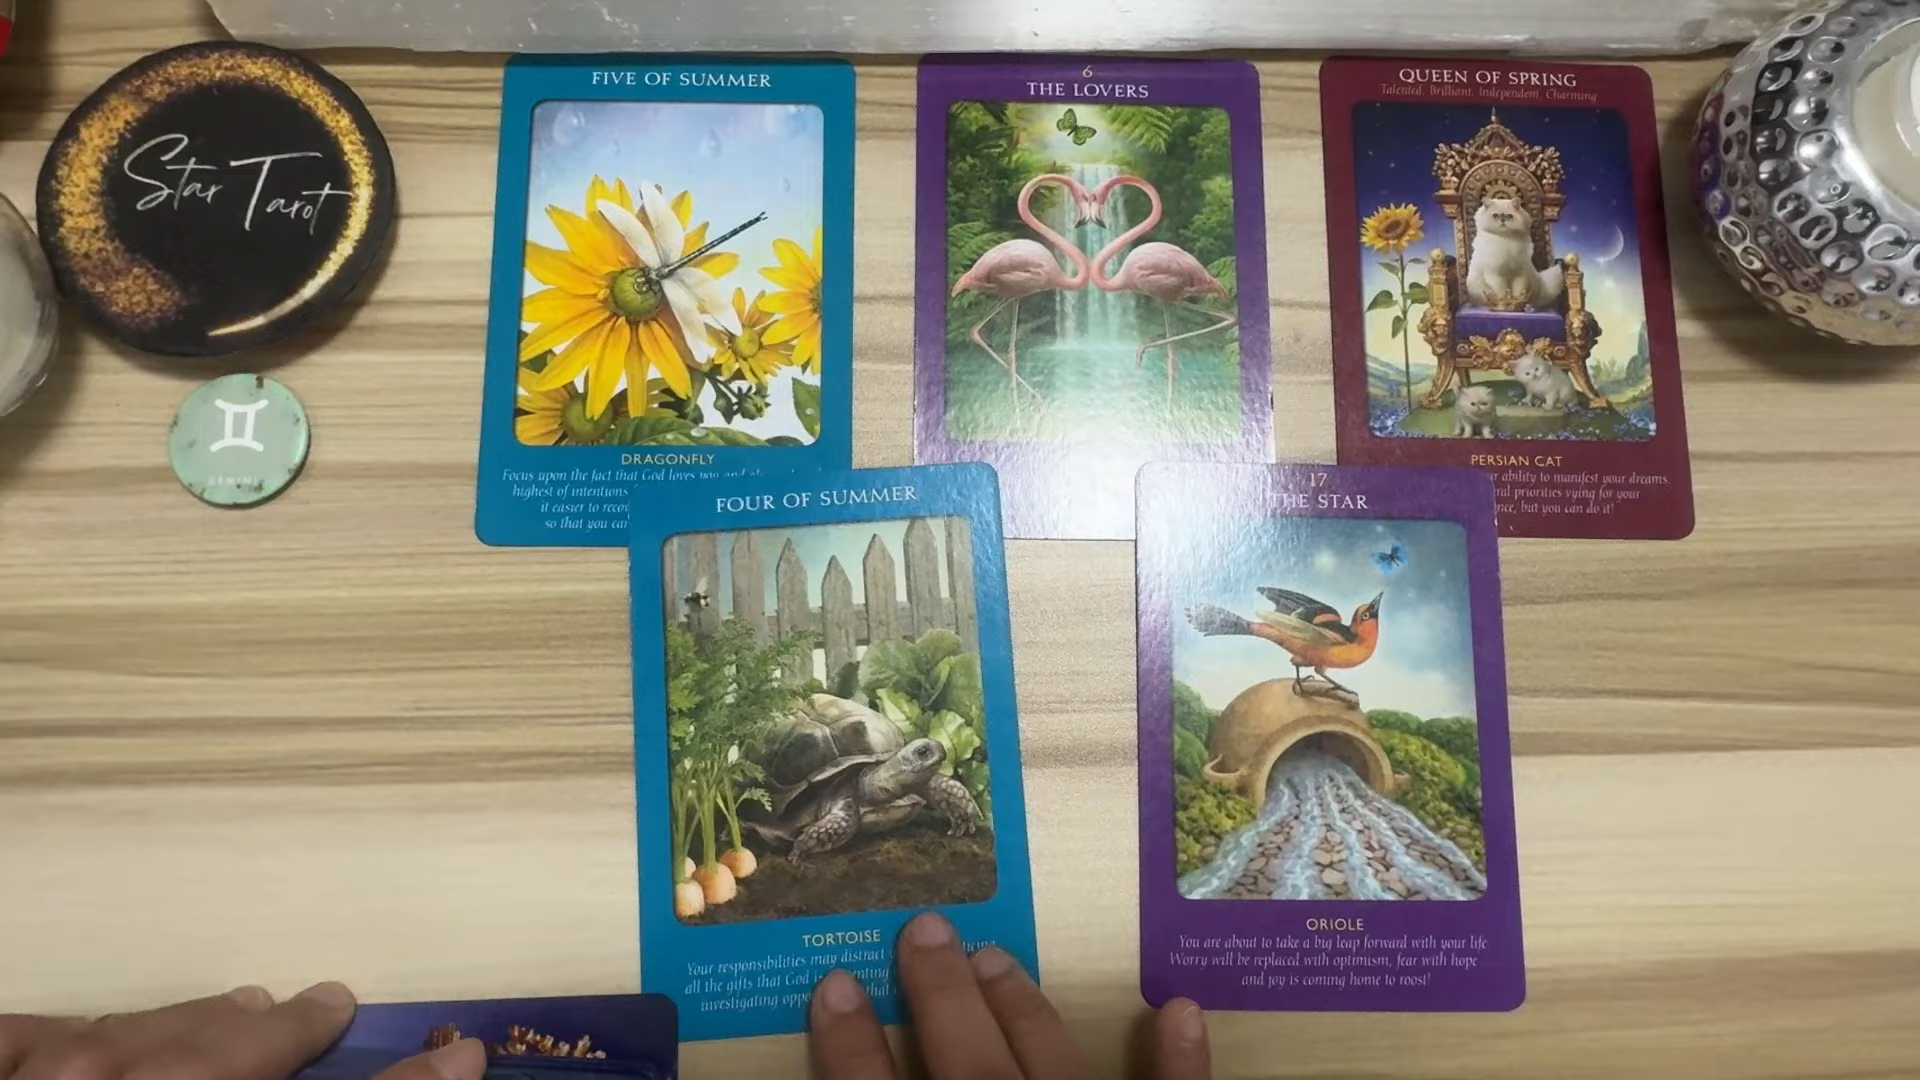 Star Tarot
GEMINI
FIVE OF SUMMER
DRAGONFLY
Focus upon the fact that God loves you and
highest of intentions
it easier to
so that you can
6
THE LOVERS
QUEEN OF SPRING
Talented, Brilliant, Independent, Charming
PERSIAN CAT
ability to manifest your dreams
priorities vying for your
but you can do it!
FOUR OF SUMMER
TORTOISE
Your responsibilities may distract
all the gifts that God is
investigating
that
17
THE STAR
ORIOLE
You are about to take a big leap forward with your life.
Worry will be replaced with optimism, fear with hope
and joy is coming home to roost!